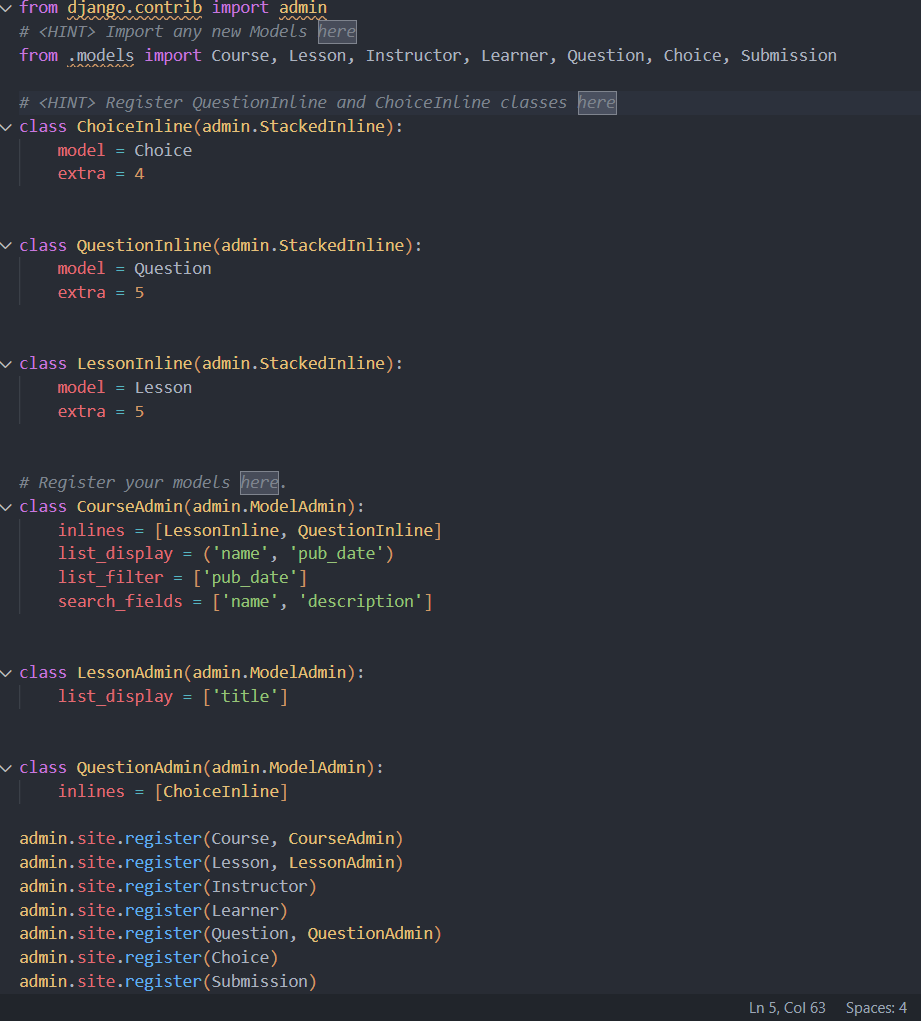 from django.contrib import admin
# <HINT> Import any new Models here
from .models import Course, Lesson, Instructor, Learner, Question, Choice, Submission
# <HINT> Register QuestionInline and ChoiceInline classes here
class ChoiceInline(admin.StackedInline):
    model = Choice
    extra = 4
class QuestionInline(admin.StackedInline):
    model = Question
    extra = 5
class LessonInline(admin.StackedInline):
    model = Lesson
    extra = 5
# Register your models here.
class CourseAdmin(admin.ModelAdmin):
    inlines = [LessonInline, QuestionInline]
    list_display = ('name', 'pub_date')
    list_filter = ['pub_date']
    search_fields = ['name', 'description']
class LessonAdmin(admin.ModelAdmin):
    list_display = ['title']
class QuestionAdmin(admin.ModelAdmin):
    inlines = [ChoiceInline]
admin.site.register(Course, CourseAdmin)
admin.site.register(Lesson, LessonAdmin)
admin.site.register(Instructor)
admin.site.register(Learner)
admin.site.register(Question, QuestionAdmin)
admin.site.register(Choice)
admin.site.register(Submission)
Ln 5, Col 63 Spaces: 4